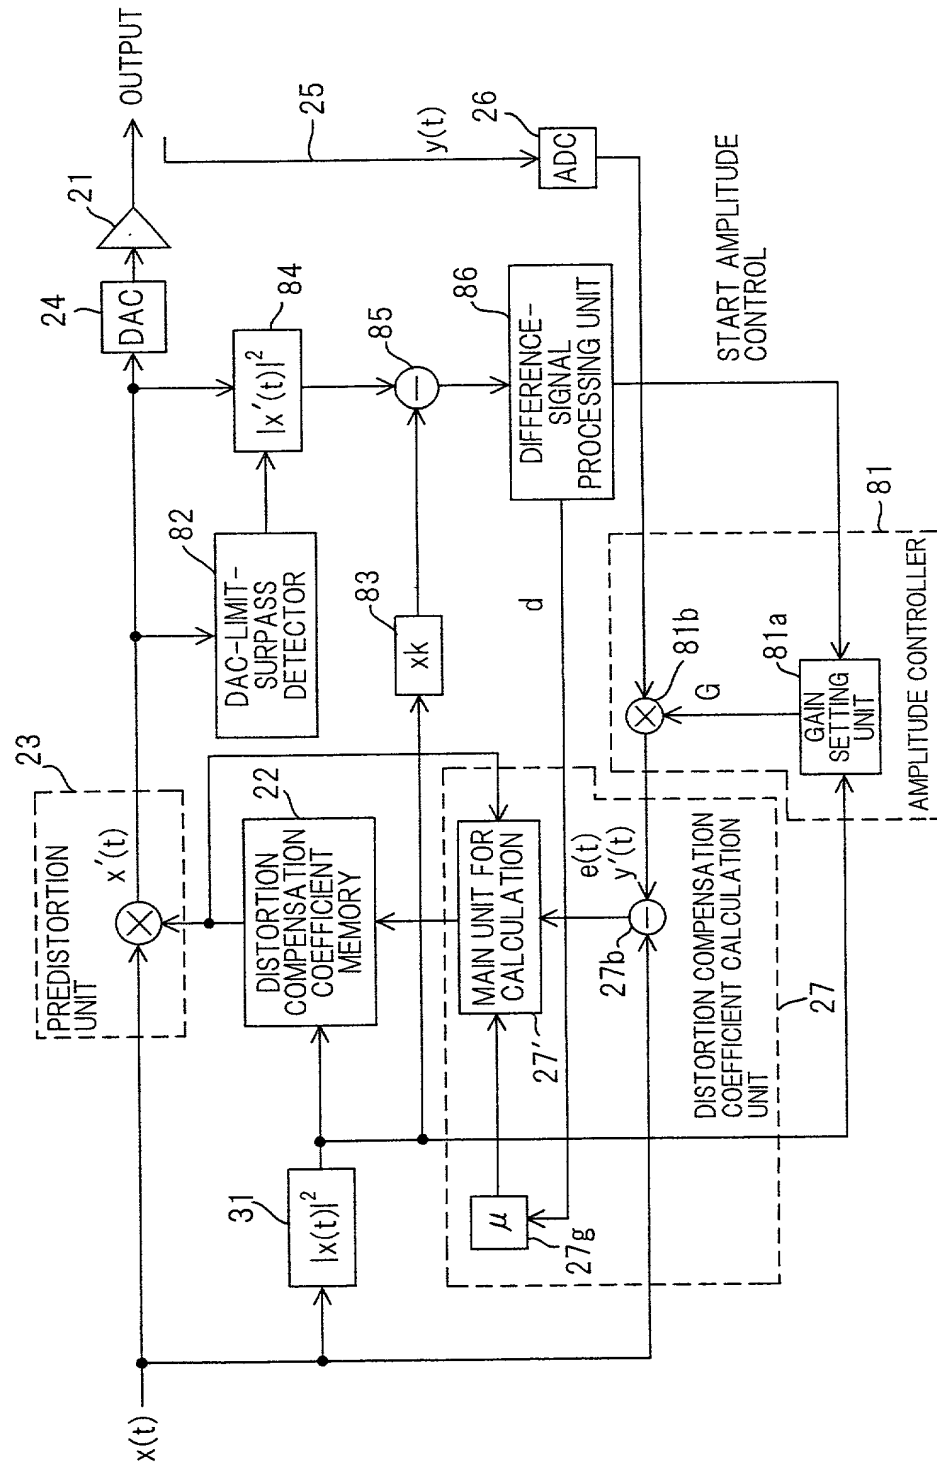 x(t)
23
PREDISTORTION
UNIT
x′(t)
24
DAC
21
OUTPUT
31
|x(t)|²
22
DISTORTION
COMPENSATION
COEFFICIENT
MEMORY
82
DAC-LIMIT-
SURPASS
DETECTOR
84
|x′(t)|²
25
y(t)
83
xk
85
−
26
ADC
μ
27g
MAIN UNIT FOR
CALCULATION
27′
d
86
DIFFERENCE-
SIGNAL
PROCESSING UNIT
27b
−
e(t)
y′(t)
81b
G
START AMPLITUDE
CONTROL
DISTORTION COMPENSATION
COEFFICIENT CALCULATION
UNIT
27
81a
GAIN
SETTING
UNIT
81
AMPLITUDE CONTROLLER